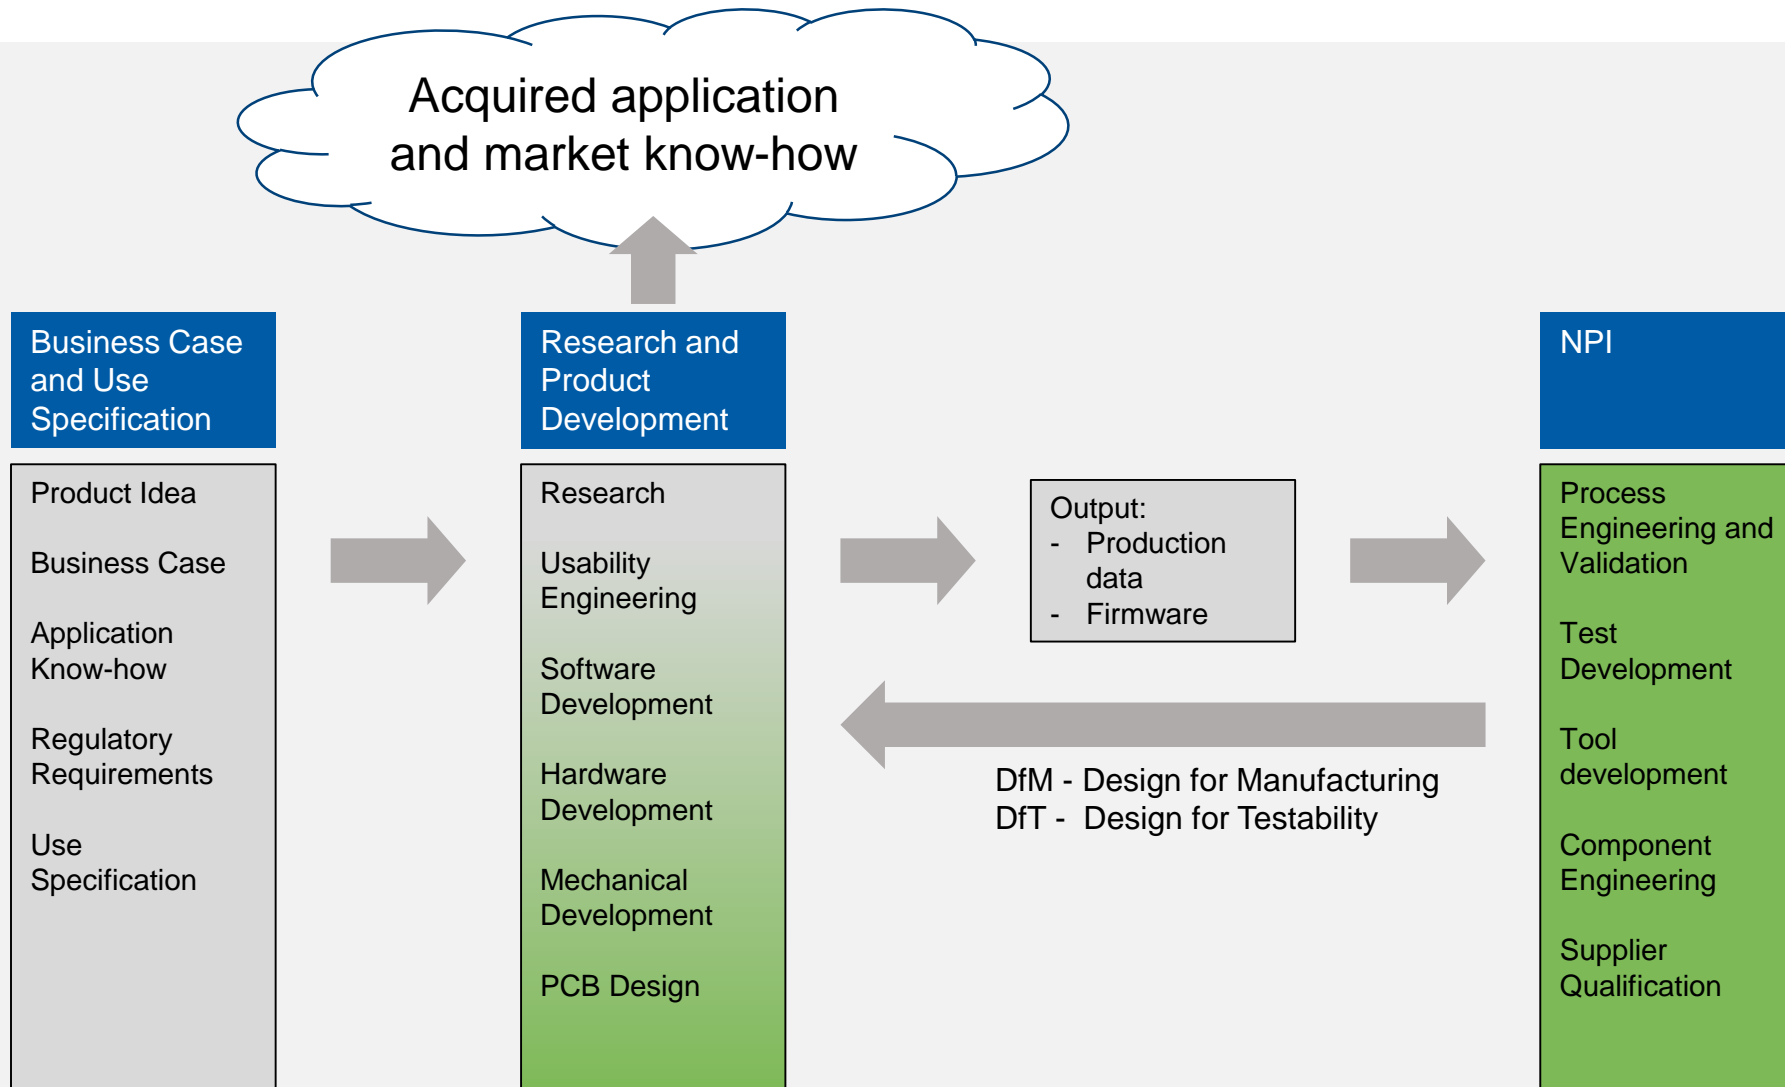 Acquired application
and market know-how
Business Case
and Use
Specification
Product Idea
Business Case
Application
Know-how
Regulatory
Requirements
Use
Specification
Research and
Product
Development
Research
Usability
Engineering
Software
Development
Hardware
Development
Mechanical
Development
PCB Design
Output:
- Production
data
- Firmware
DfM - Design for Manufacturing
DfT - Design for Testability
NPI
Process
Engineering and
Validation
Test
Development
Tool
development
Component
Engineering
Supplier
Qualification